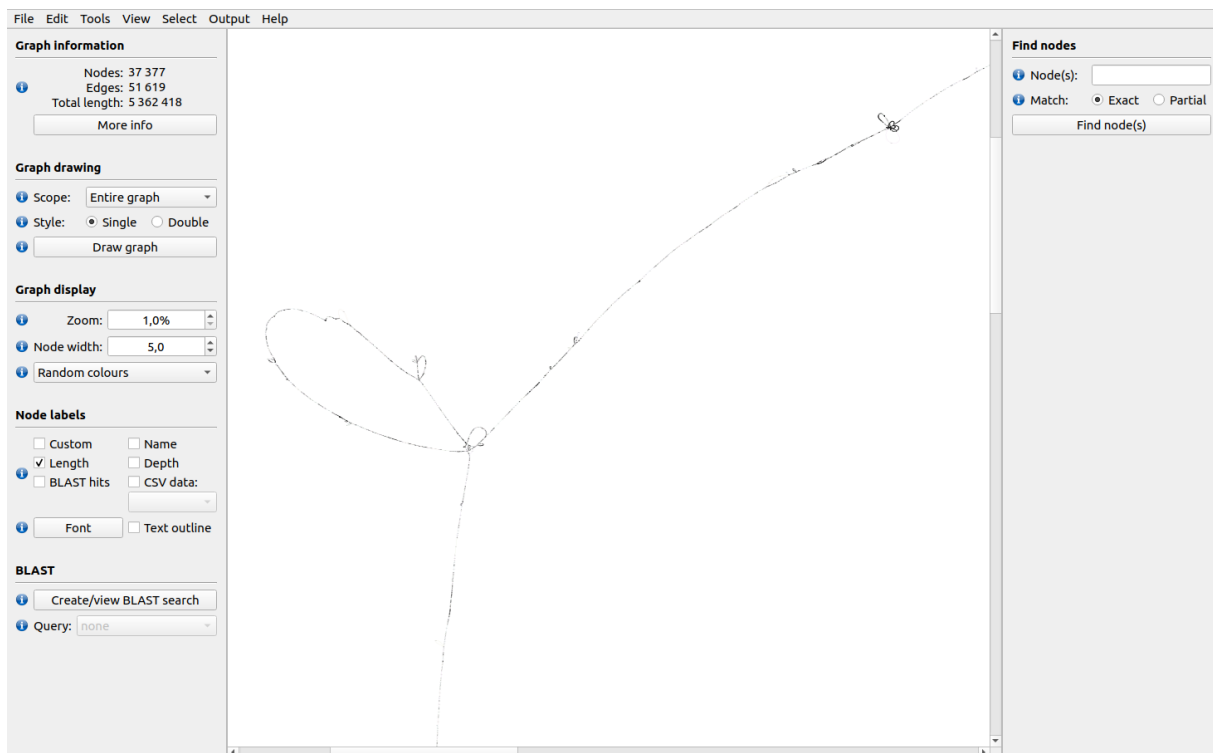 File Edit Tools View Select Output Help
Graph information
Nodes: 37 377
Edges: 51 619
Total length: 5 362 418
More info
Graph drawing
Scope: Entire graph
Style: Single Double
Draw graph
Graph display
Zoom: 1,0%
Node width: 5,0
Random colours
Node labels
Custom Name
Length Depth
BLAST hits CSV data:
Font Text outline
BLAST
Create/view BLAST search
Query: none
Find nodes
Node(s):
Match: Exact Partial
Find node(s)